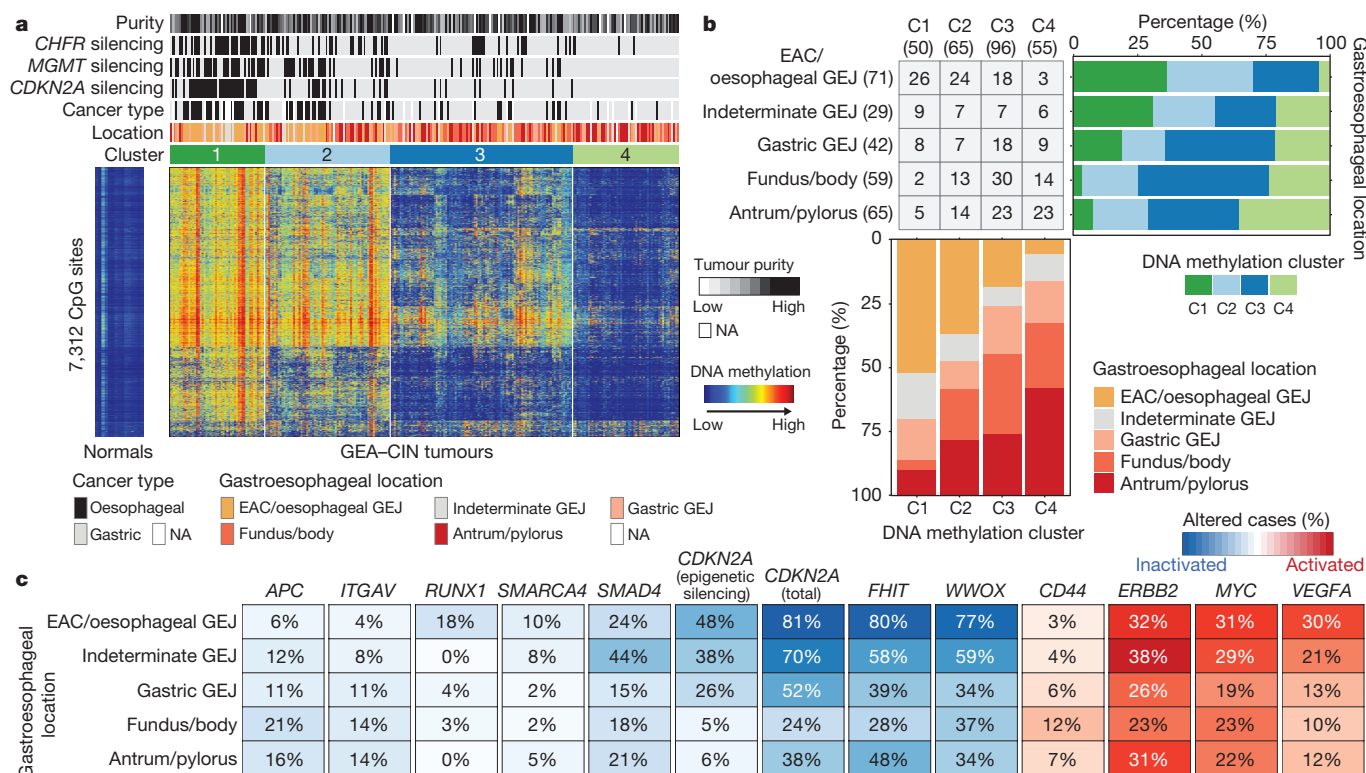 a
Purity
CHFR silencing
MGMT silencing
CDKN2A silencing
Cancer type
Location
Cluster
1 2 3 4
7,312 CpG sites
Normals
GEA–CIN tumours
Tumour purity
Low High
NA
DNA methylation
Low High
Cancer type
Oesophageal
Gastric NA
Gastroesophageal location
EAC/oesophageal GEJ
Indeterminate GEJ
Gastric GEJ
Fundus/body
Antrum/pylorus
NA
b
C1 C2 C3 C4
(50) (65) (96) (55)
EAC/
oesophageal GEJ (71) 26 24 18 3
Indeterminate GEJ (29) 9 7 7 6
Gastric GEJ (42) 8 7 18 9
Fundus/body (59) 2 13 30 14
Antrum/pylorus (65) 5 14 23 23
Percentage (%)
0 25 50 75 100
Gastroesophageal location
DNA methylation cluster
C1 C2 C3 C4
Percentage (%)
0
25
50
75
100
C1 C2 C3 C4
DNA methylation cluster
Gastroesophageal location
EAC/oesophageal GEJ
Indeterminate GEJ
Gastric GEJ
Fundus/body
Antrum/pylorus
Altered cases (%)
Inactivated Activated
c
APC ITGAV RUNX1 SMARCA4 SMAD4 CDKN2A (epigenetic silencing) CDKN2A (total) FHIT WWOX CD44 ERBB2 MYC VEGFA
Gastroesophageal
location
EAC/oesophageal GEJ 6% 4% 18% 10% 24% 48% 81% 80% 77% 3% 32% 31% 30%
Indeterminate GEJ 12% 8% 0% 8% 44% 38% 70% 58% 59% 4% 38% 29% 21%
Gastric GEJ 11% 11% 4% 2% 15% 26% 52% 39% 34% 6% 26% 19% 13%
Fundus/body 21% 14% 3% 2% 18% 5% 24% 28% 37% 12% 23% 23% 10%
Antrum/pylorus 16% 14% 0% 5% 21% 6% 38% 48% 34% 7% 31% 22% 12%